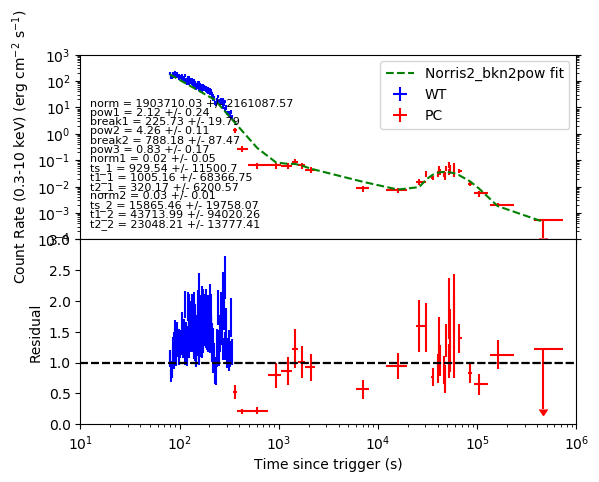 Count Rate (0.3-10 keV) (erg cm⁻² s⁻¹)
10³
10²
10¹
10⁰
10⁻¹
10⁻²
10⁻³
Norris2_bkn2pow fit
WT
PC
norm = 1903710.03 +/- 2161087.57
pow1 = 2.12 +/- 0.24
break1 = 225.73 +/- 19.79
pow2 = 4.26 +/- 0.11
break2 = 788.18 +/- 87.47
pow3 = 0.83 +/- 0.17
norm1 = 0.02 +/- 0.05
ts_1 = 929.54 +/- 11500.7
t1_1 = 1005.16 +/- 68366.75
t2_1 = 320.17 +/- 6200.57
norm2 = 0.03 +/- 0.01
ts_2 = 15865.46 +/- 19758.07
t1_2 = 43713.99 +/- 94020.26
t2_2 = 23048.21 +/- 13777.41
Residual
2.5
2.0
1.5
1.0
0.5
0.0
10¹ 10² 10³ 10⁴ 10⁵ 10⁶
Time since trigger (s)